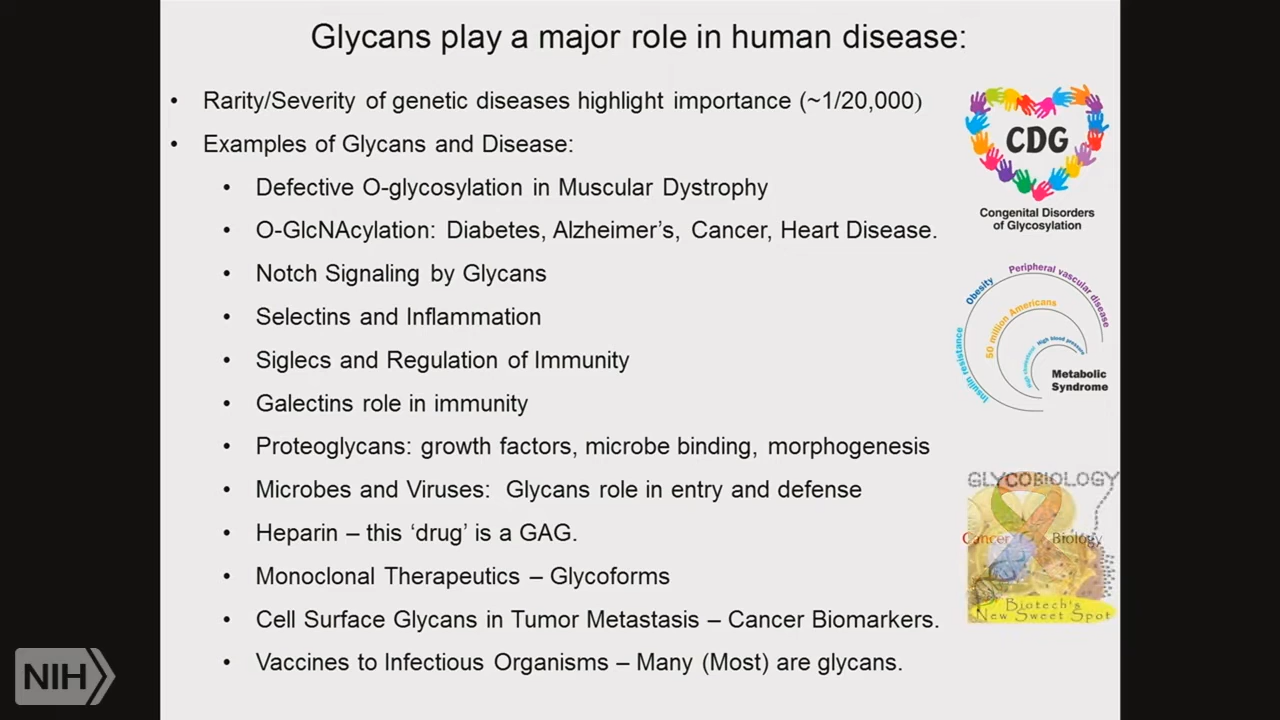 Glycans play a major role in human disease:
• Rarity/Severity of genetic diseases highlight importance (~1/20,000)
• Examples of Glycans and Disease:
• Defective O-glycosylation in Muscular Dystrophy
• O-GlcNAcylation: Diabetes, Alzheimer's, Cancer, Heart Disease.
• Notch Signaling by Glycans
• Selectins and Inflammation
• Siglecs and Regulation of Immunity
• Galectins role in immunity
• Proteoglycans: growth factors, microbe binding, morphogenesis
• Microbes and Viruses: Glycans role in entry and defense
• Heparin – this ‘drug’ is a GAG.
• Monoclonal Therapeutics – Glycoforms
• Cell Surface Glycans in Tumor Metastasis – Cancer Biomarkers.
• Vaccines to Infectious Organisms – Many (Most) are glycans.
CDG
Congenital Disorders
of Glycosylation
Peripheral vascular disease
Obesity
50 million Americans
High blood pressure
High cholesterol
Insulin resistance
Metabolic
Syndrome
GLYCOBIOLOGY
Cancer Biology
Biotech's
New Sweet Spot
NIH